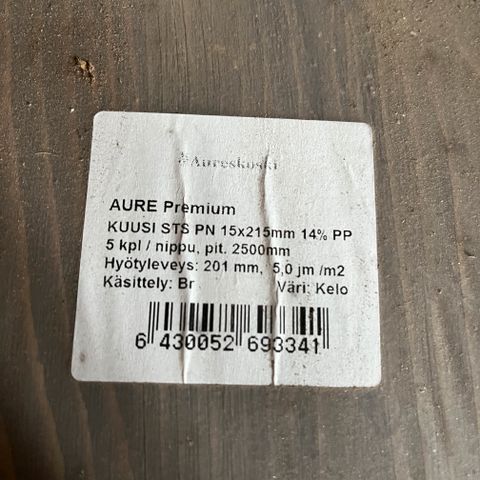 Aureskoski
AURE Premium
KUUSI STS PN 15x215mm 14% PP
5 kpl / nippu, pit. 2500mm
Hyötyleveys: 201 mm, 5,0 jm /m2
Käsittely: Br Väri: Kelo
6 430052 693341